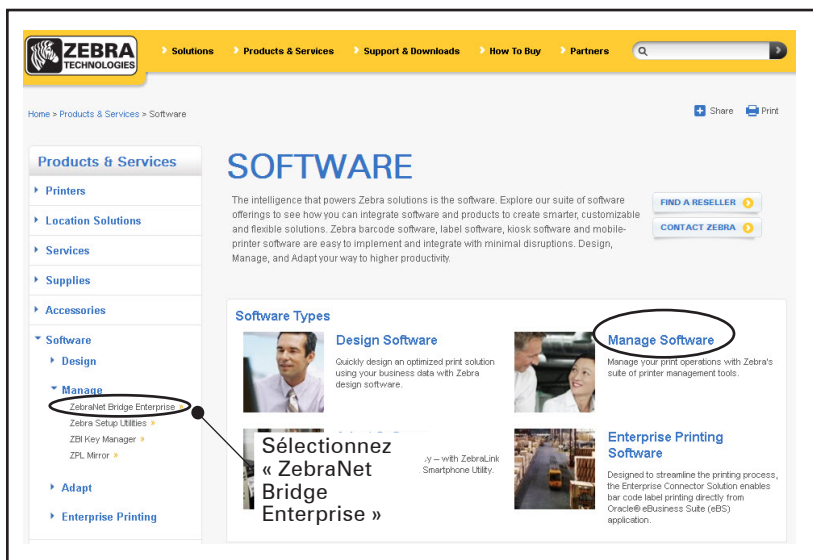 ZEBRA
TECHNOLOGIES
Solutions
Products & Services
Support & Downloads
How To Buy
Partners
Home > Products & Services > Software
Share
Print
Products & Services
Printers
Location Solutions
Services
Supplies
Accessories
Software
Design
Manage
ZebraNet Bridge Enterprise »
Zebra Setup Utilities »
ZBI Key Manager »
ZPL Mirror »
Adapt
Enterprise Printing
SOFTWARE
The intelligence that powers Zebra solutions is the software. Explore our suite of software
offerings to see how you can integrate software and products to create smarter, customizable
and flexible solutions. Zebra barcode software, label software, kiosk software and mobile-
printer software are easy to implement and integrate with minimal disruptions. Design,
Manage, and Adapt your way to higher productivity.
FIND A RESELLER
CONTACT ZEBRA
Software Types
Design Software
Quickly design an optimized print solution
using your business data with Zebra
design software.
Manage Software
Manage your print operations with Zebra's
suite of printer management tools.
y – with ZebraLink
Smartphone Utility.
Sélectionnez
« ZebraNet
Bridge
Enterprise »
Enterprise Printing
Software
Designed to streamline the printing process,
the Enterprise Connector Solution enables
bar code label printing directly from
Oracle® eBusiness Suite (eBS)
application.